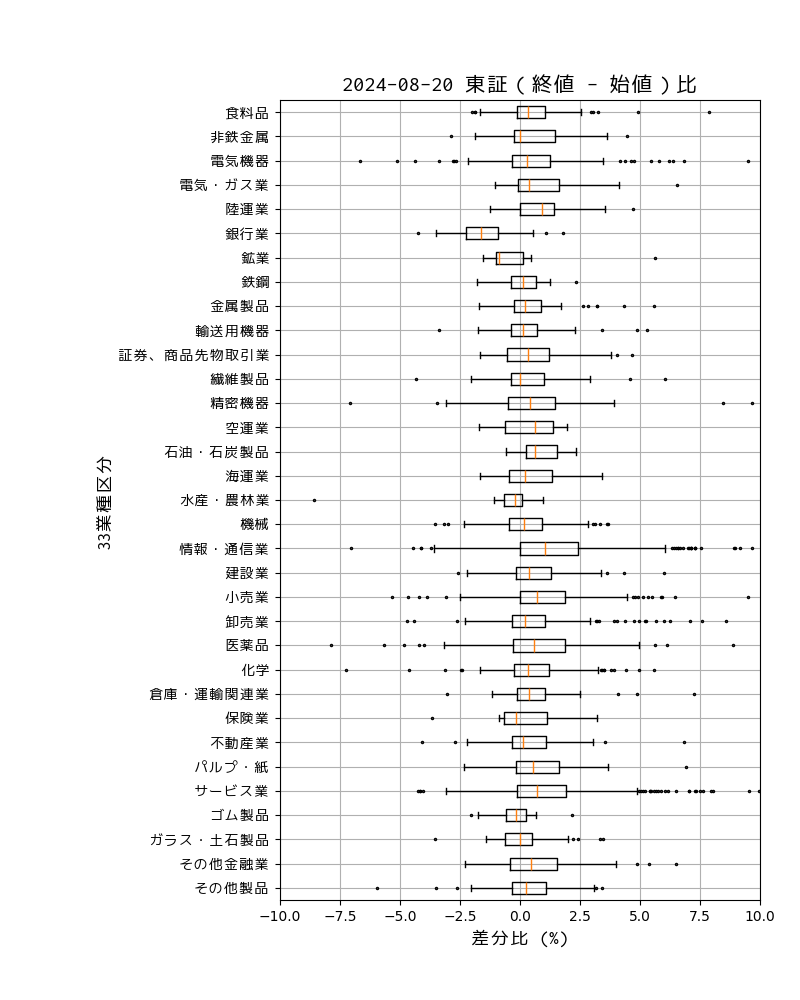 2024-08-20 東証（終値 - 始値）比
食料品
非鉄金属
電気機器
電気・ガス業
陸運業
銀行業
鉱業
鉄鋼
金属製品
輸送用機器
証券、商品先物取引業
繊維製品
精密機器
空運業
石油・石炭製品
海運業
水産・農林業
機械
情報・通信業
建設業
小売業
卸売業
医薬品
化学
倉庫・運輸関連業
保険業
不動産業
パルプ・紙
サービス業
ゴム製品
ガラス・土石製品
その他金融業
その他製品
33業種区分
−10.0 −7.5 −5.0 −2.5 0.0 2.5 5.0 7.5 10.0
差分比 (%)